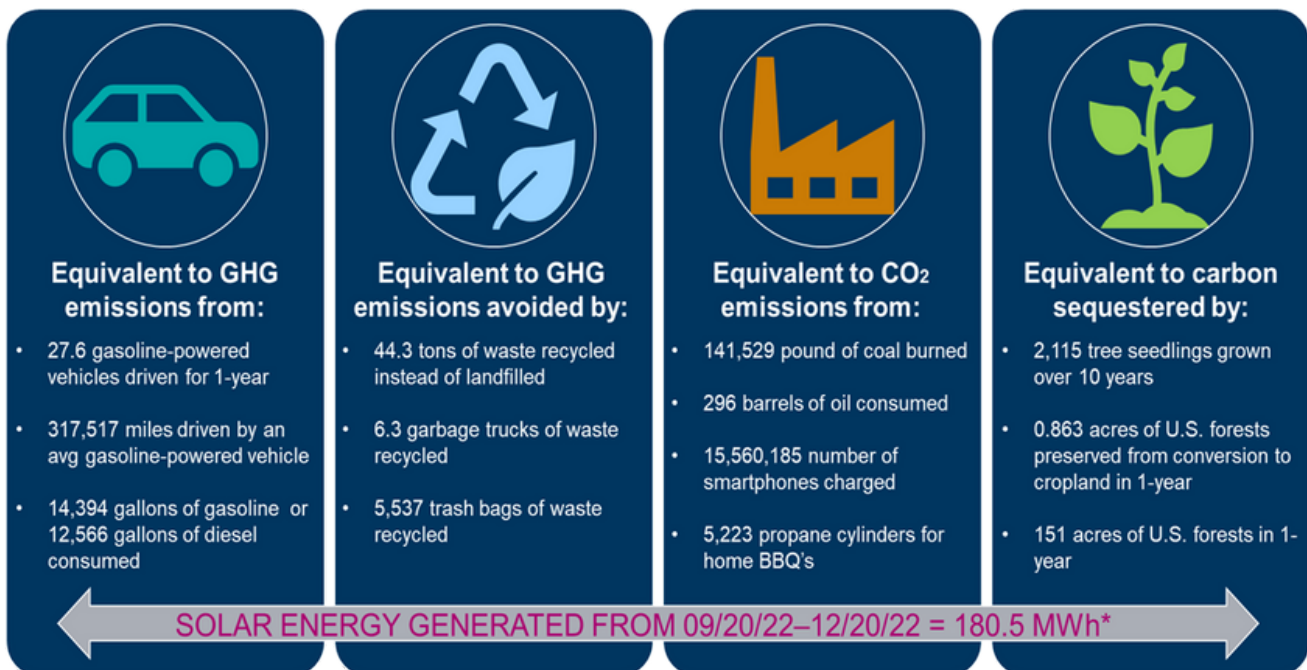 Equivalent to GHG
emissions from:
• 27.6 gasoline-powered
vehicles driven for 1-year
• 317,517 miles driven by an
avg gasoline-powered vehicle
• 14,394 gallons of gasoline or
12,566 gallons of diesel
consumed
Equivalent to GHG
emissions avoided by:
• 44.3 tons of waste recycled
instead of landfilled
• 6.3 garbage trucks of waste
recycled
• 5,537 trash bags of waste
recycled
Equivalent to CO2
emissions from:
• 141,529 pound of coal burned
• 296 barrels of oil consumed
• 15,560,185 number of
smartphones charged
• 5,223 propane cylinders for
home BBQ's
Equivalent to carbon
sequestered by:
• 2,115 tree seedlings grown
over 10 years
• 0.863 acres of U.S. forests
preserved from conversion to
cropland in 1-year
• 151 acres of U.S. forests in 1-
year
SOLAR ENERGY GENERATED FROM 09/20/22–12/20/22 = 180.5 MWh*